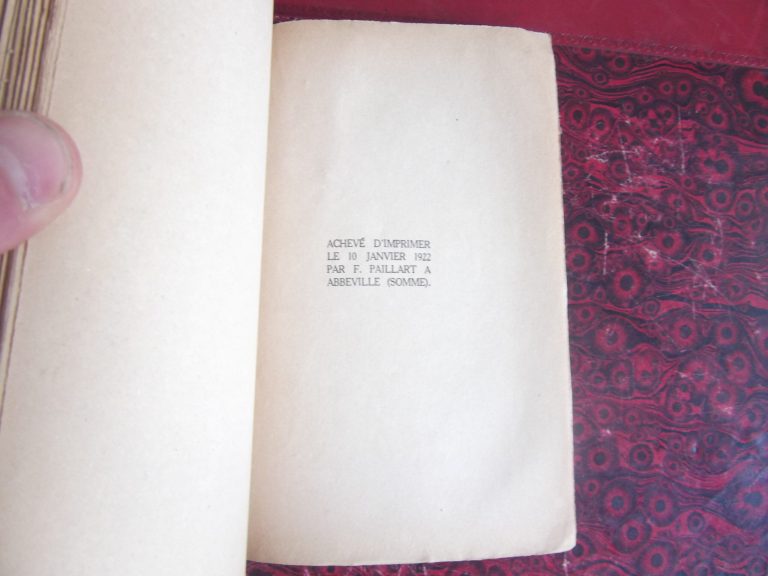 ACHEVÉ D'IMPRIMER
LE 10 JANVIER 1922
PAR F. PAILLART A
ABBEVILLE (SOMME).